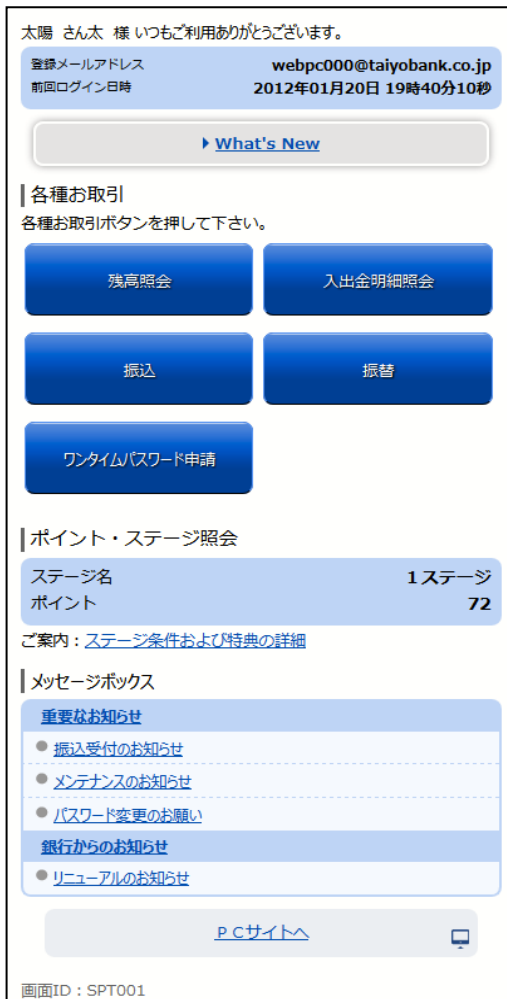 太陽 さん太 様 いつもご利用ありがとうございます。
登録メールアドレス webpc000@taiyobank.co.jp
前回ログイン日時 2012年01月20日 19時40分10秒
What's New
各種お取引
各種お取引ボタンを押して下さい。
残高照会 入出金明細照会
振込 振替
ワンタイムパスワード申請
ポイント・ステージ照会
ステージ名 1ステージ
ポイント 72
ご案内：ステージ条件および特典の詳細
メッセージボックス
重要なお知らせ
振込受付のお知らせ
メンテナンスのお知らせ
パスワード変更のお願い
銀行からのお知らせ
リニューアルのお知らせ
ＰＣサイトへ
画面ID：SPT001